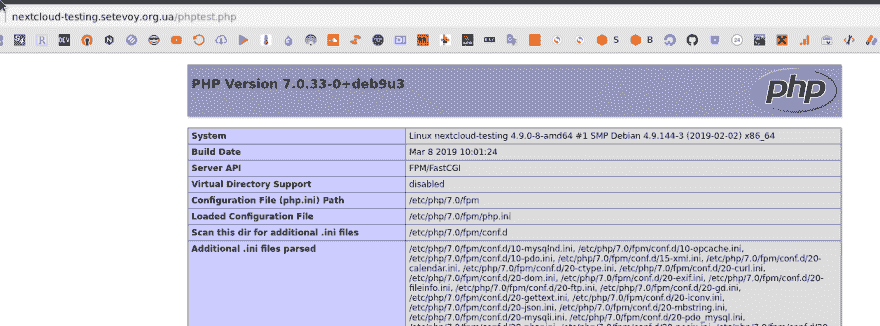 nextcloud-testing.setevoy.org.ua/phptest.php
S B
PHP Version 7.0.33-0+deb9u3
php
System Linux nextcloud-testing 4.9.0-8-amd64 #1 SMP Debian 4.9.144-3 (2019-02-02) x86_64
Build Date Mar 8 2019 10:01:24
Server API FPM/FastCGI
Virtual Directory Support disabled
Configuration File (php.ini) Path /etc/php/7.0/fpm
Loaded Configuration File /etc/php/7.0/fpm/php.ini
Scan this dir for additional .ini files /etc/php/7.0/fpm/conf.d
Additional .ini files parsed /etc/php/7.0/fpm/conf.d/10-mysqlnd.ini, /etc/php/7.0/fpm/conf.d/10-opcache.ini,
/etc/php/7.0/fpm/conf.d/10-pdo.ini, /etc/php/7.0/fpm/conf.d/15-xml.ini, /etc/php/7.0/fpm/conf.d/20-
calendar.ini, /etc/php/7.0/fpm/conf.d/20-ctype.ini, /etc/php/7.0/fpm/conf.d/20-curl.ini,
/etc/php/7.0/fpm/conf.d/20-dom.ini, /etc/php/7.0/fpm/conf.d/20-exif.ini, /etc/php/7.0/fpm/conf.d/20-
fileinfo.ini, /etc/php/7.0/fpm/conf.d/20-ftp.ini, /etc/php/7.0/fpm/conf.d/20-gd.ini,
/etc/php/7.0/fpm/conf.d/20-gettext.ini, /etc/php/7.0/fpm/conf.d/20-iconv.ini,
/etc/php/7.0/fpm/conf.d/20-json.ini, /etc/php/7.0/fpm/conf.d/20-mbstring.ini,
/etc/php/7.0/fpm/conf.d/20-mysqli.ini, /etc/php/7.0/fpm/conf.d/20-pdo_mysql.ini,